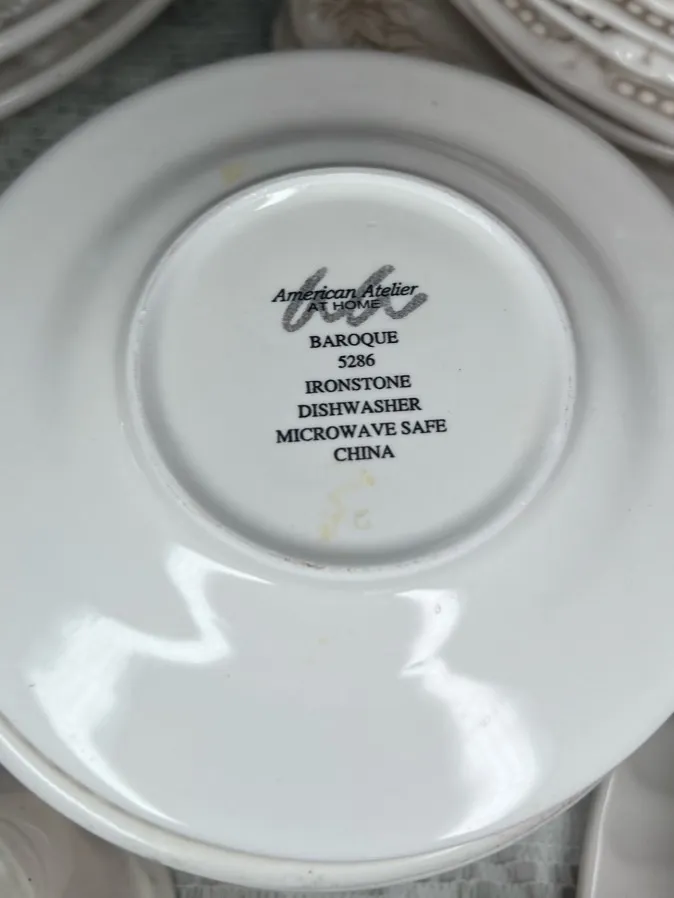 American Atelier
AT HOME
BAROQUE
5286
IRONSTONE
DISHWASHER
MICROWAVE SAFE
CHINA